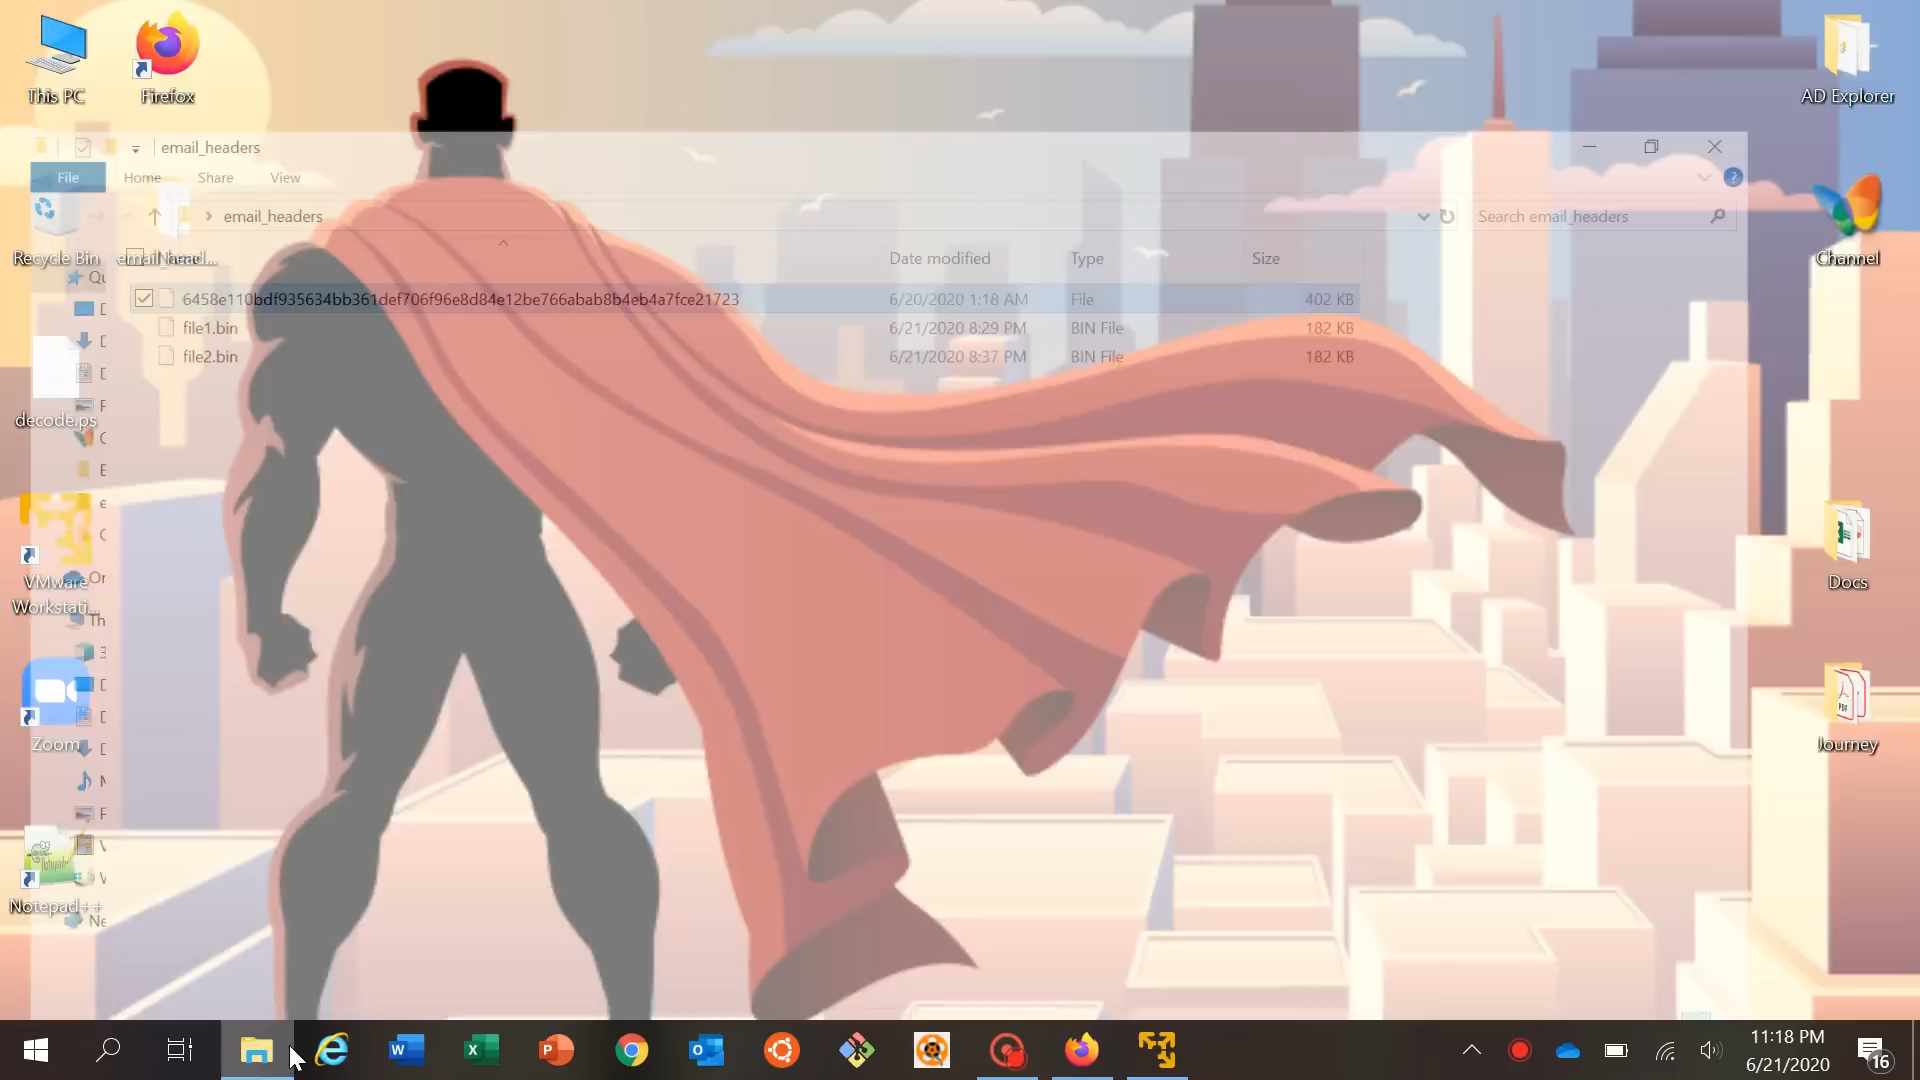 This PC
Firefox
AD Explorer
email_headers
File
Home
Share
View
?
email_headers
Search email_headers
Recycle Bin
email_head...
Date modified
Type
Size
Channel
6458e110bdf935634bb361def706f96e8d84e12be766abab8b4eb4a7fce21723
6/20/2020 1:18 AM
File
402 KB
file1.bin
6/21/2020 8:29 PM
BIN File
182 KB
file2.bin
6/21/2020 8:37 PM
BIN File
182 KB
decode.ps
VMware
Workstati...
Docs
Zoom
Journey
Notepad++
11:18 PM
6/21/2020
16